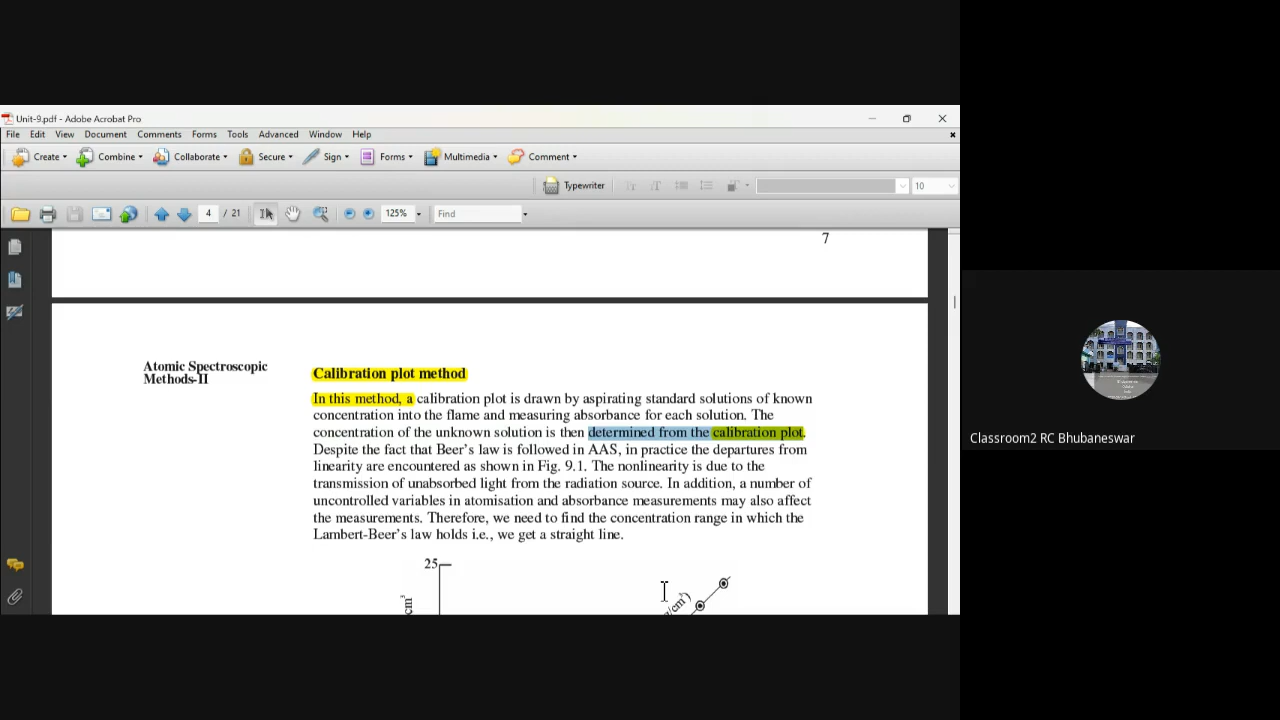 Unit-9.pdf - Adobe Acrobat Pro
File Edit View Document Comments Forms Tools Advanced Window Help
Create Combine Collaborate Secure Sign Forms Multimedia Comment
Typewriter 10
4 / 21 125% Find
7
Atomic Spectroscopic
Methods-II
Calibration plot method
In this method, a calibration plot is drawn by aspirating standard solutions of known
concentration into the flame and measuring absorbance for each solution. The
concentration of the unknown solution is then determined from the calibration plot.
Despite the fact that Beer's law is followed in AAS, in practice the departures from
linearity are encountered as shown in Fig. 9.1. The nonlinearity is due to the
transmission of unabsorbed light from the radiation source. In addition, a number of
uncontrolled variables in atomisation and absorbance measurements may also affect
the measurements. Therefore, we need to find the concentration range in which the
Lambert-Beer's law holds i.e., we get a straight line.
25
cm³
Classroom2 RC Bhubaneswar